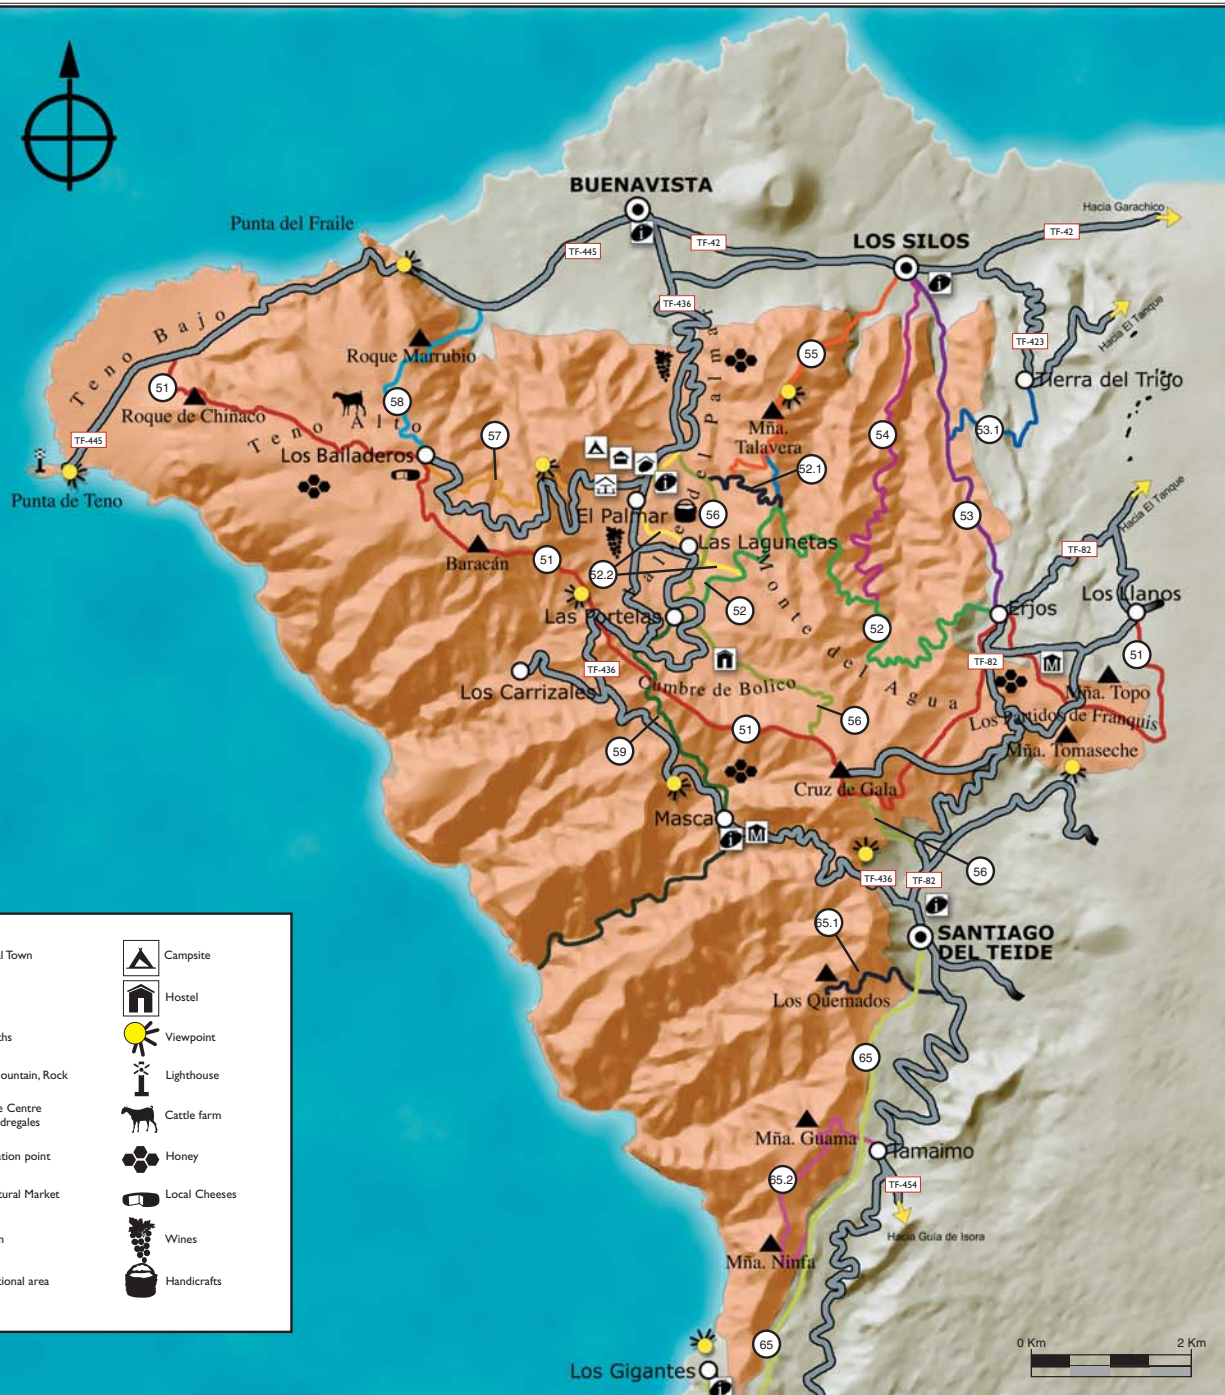 BUENAVISTA
Punta del Fraile
Hacia Garachico
TF-42
TF-42
TF-445
LOS SILOS
TF-436
Hacia El Tanque
TF-423
Teno Bajo
Roque Marrubio
55
51
Roque de Chiñaco
58
Tierra del Trigo
Mña.
Talavera
Teno Alto
57
54
53.1
TF-445
Los Bailaderos
52.1
Punta de Teno
Hacia El Tanque
El Palmar
56
53
Valle del Palmar
Las Lagunetas
TF-82
Baracán
51
52.2
Monte del Agua
Los Llanos
52
Las Portelas
Erjos
52
51
TF-82
TF-436
Los Carrizales
Cumbre de Bolico
Mña. Topo
56
Los Partidos de Franquis
51
59
Mña. Tomaseche
Cruz de Gala
Masca
56
TF-436
TF-82
65.1
SANTIAGO
DEL TEIDE
Los Quemados
65
Mña. Guama
Tamaimo
65.2
TF-454
Hacia Guía de Isora
Mña. Ninfa
65
Los Gigantes
0 Km
2 Km
l Town
Campsite
Hostel
ths
Viewpoint
ountain, Rock
Lighthouse
e Centre
dregales
Cattle farm
ation point
Honey
tural Market
Local Cheeses
n
Wines
tional area
Handicrafts